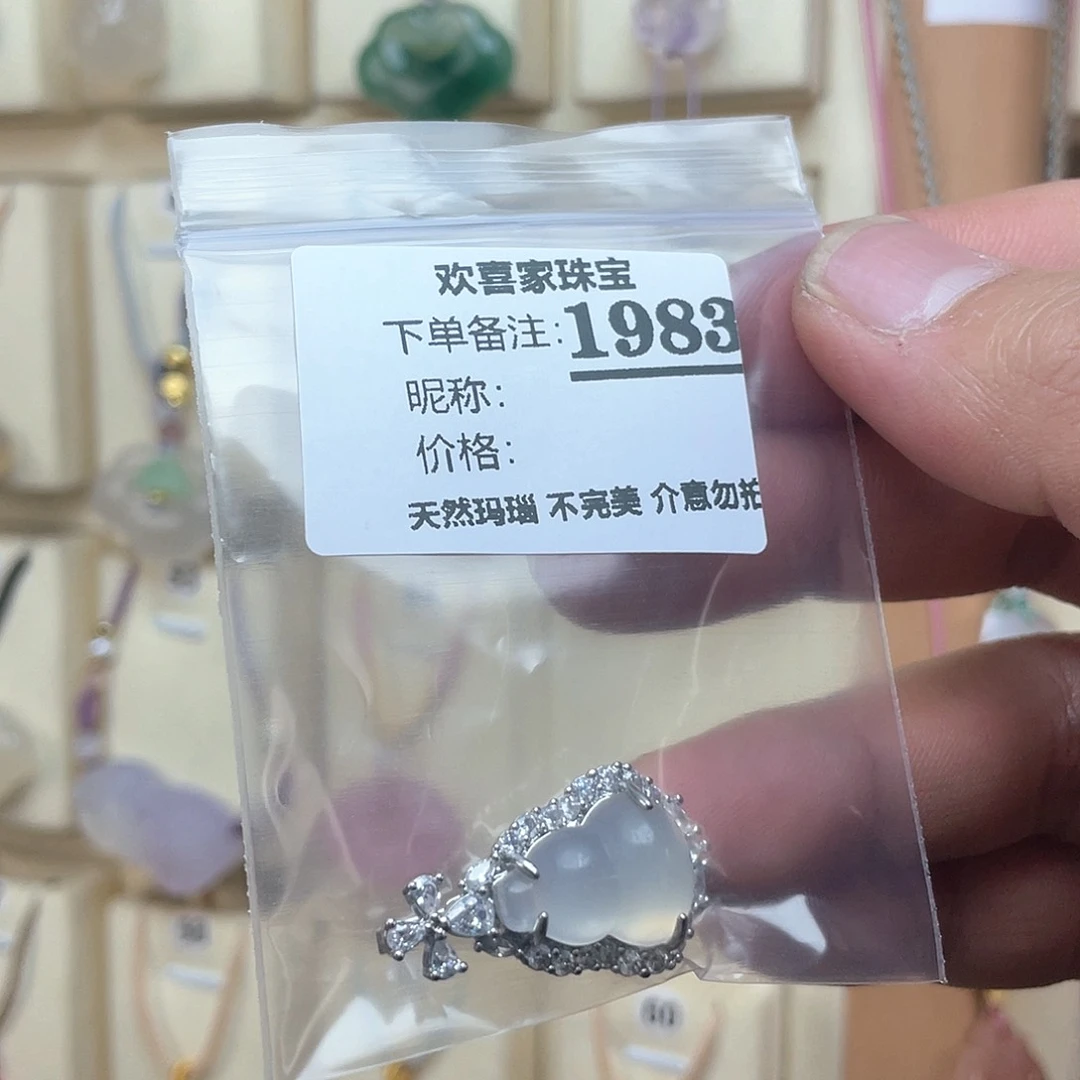 欢喜家珠宝
下单备注:1983
昵称:
价格:
天然玛瑙 不完美 介意勿拍
60